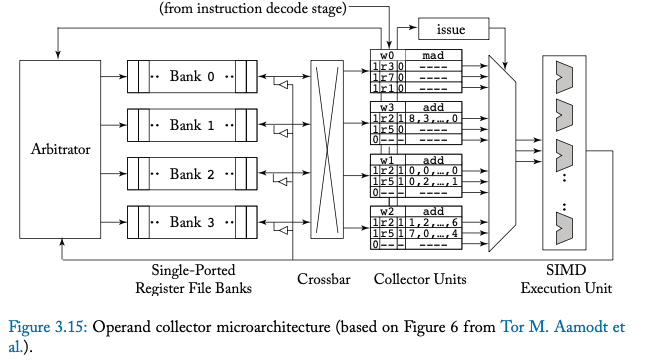 (from instruction decode stage)
issue
Arbitrator
Bank 0
Bank 1
Bank 2
Bank 3
w0 mad
1 r3 0 ----
1 r7 0 ----
1 r1 0 ----
w3 add
1 r2 1 8,3,…,0
1 r5 0 ----
0 -- - ----
w1 add
1 r2 1 0,0,…,0
1 r5 1 0,2,…,1
0 -- - ----
w2 add
1 r2 1 1,2,…,6
1 r5 1 7,0,…,4
0 -- - ----
Single-Ported
Register File Banks
Crossbar
Collector Units
SIMD
Execution Unit
Figure 3.15: Operand collector microarchitecture (based on Figure 6 from Tor M. Aamodt et
al.).